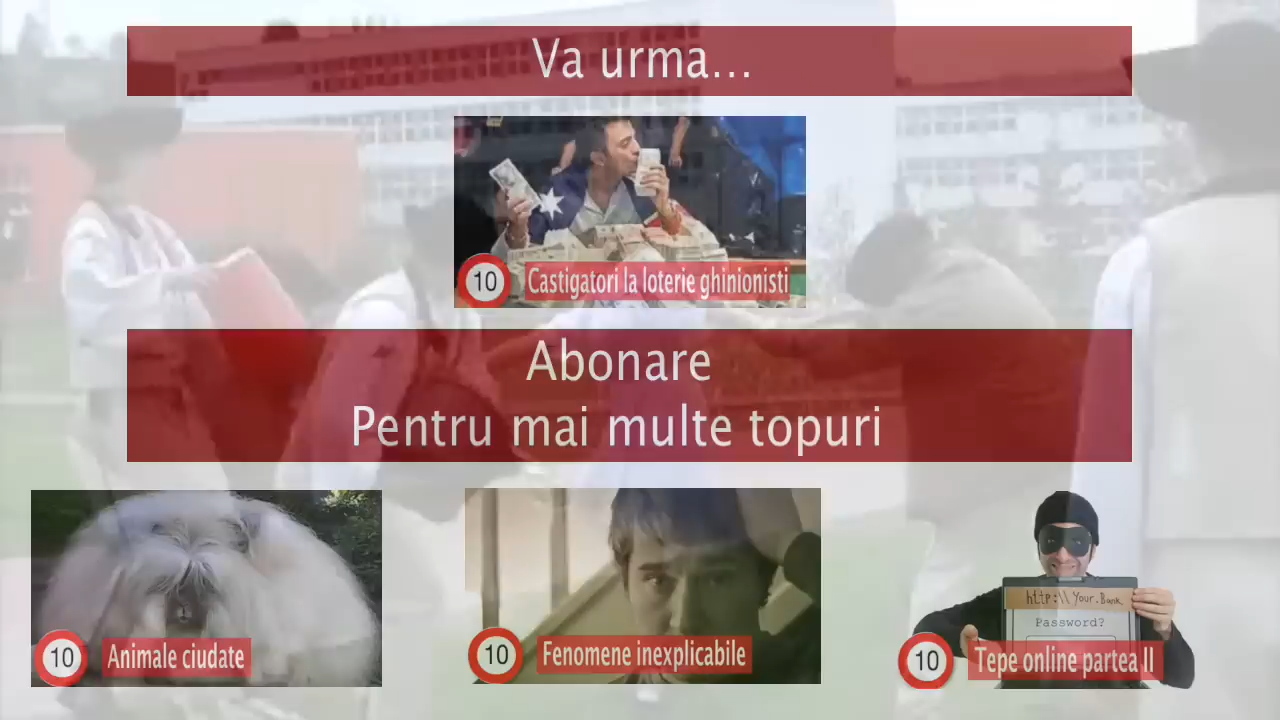 Va urma...
10 Castigatori la loterie ghinionisti
Abonare
Pentru mai multe topuri
10 Animale ciudate
10 Fenomene inexplicabile
http:\\Your.Bank
Password?
10 Tepe online partea II